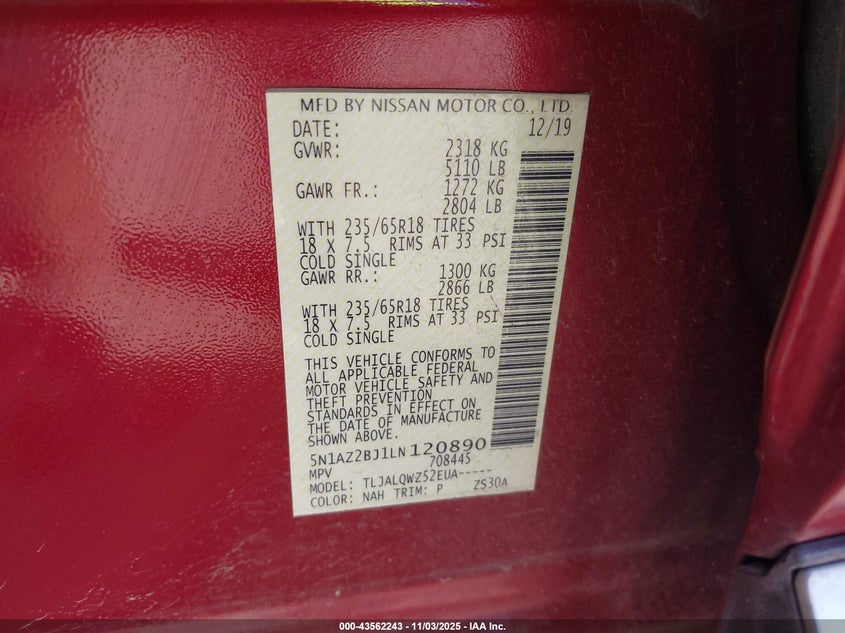 MFD BY NISSAN MOTOR CO., LTD.
DATE: 12/19
GVWR: 2318 KG
5110 LB
GAWR FR.: 1272 KG
2804 LB
WITH 235/65R18 TIRES
18 X 7.5 RIMS AT 33 PSI
COLD SINGLE
GAWR RR.: 1300 KG
2866 LB
WITH 235/65R18 TIRES
18 X 7.5 RIMS AT 33 PSI
COLD SINGLE
THIS VEHICLE CONFORMS TO
ALL APPLICABLE FEDERAL
MOTOR VEHICLE SAFETY AND
THEFT PREVENTION
STANDARDS IN EFFECT ON
THE DATE OF MANUFACTURE
SHOWN ABOVE.
5N1AZ2BJ1LN120890
MPV 708445
MODEL: TLJALQWZ52EUA-----
COLOR: NAH TRIM: P ZS30A
000-43562243 - 11/03/2025 - IAA Inc.